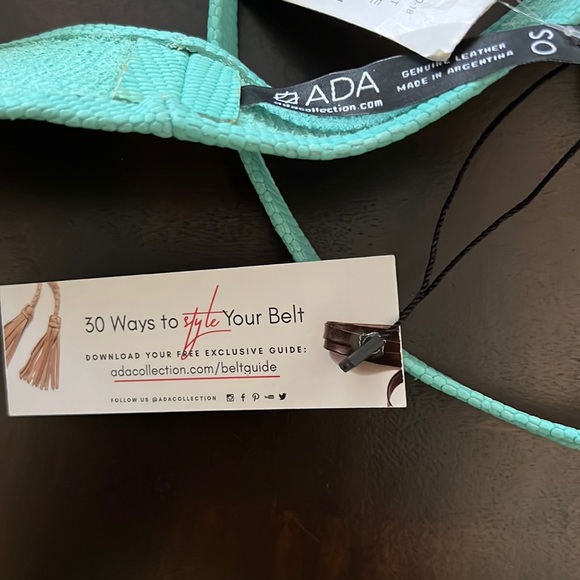 ADA
adacollection.com
GENUINE LEATHER
MADE IN ARGENTINA
OS
30 Ways to style Your Belt
DOWNLOAD YOUR FREE EXCLUSIVE GUIDE:
adacollection.com/beltguide
FOLLOW US @ADACOLLECTION